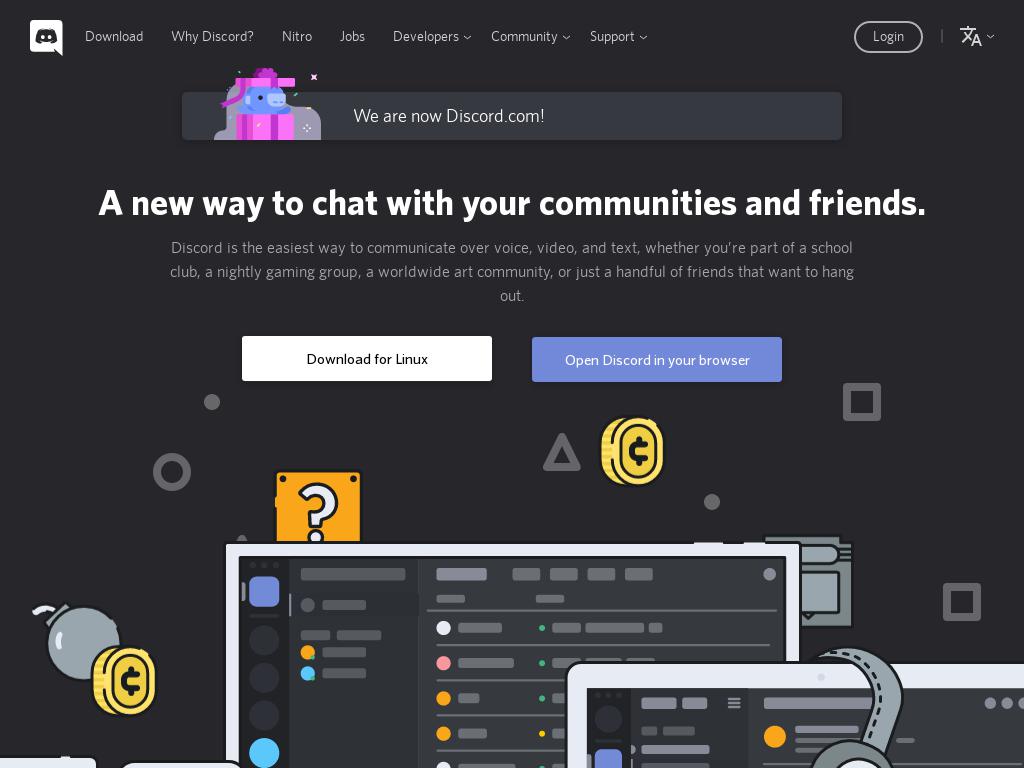 Download Why Discord? Nitro Jobs Developers Community Support Login
We are now Discord.com!
A new way to chat with your communities and friends.
Discord is the easiest way to communicate over voice, video, and text, whether you’re part of a school
club, a nightly gaming group, a worldwide art community, or just a handful of friends that want to hang
out.
Download for Linux Open Discord in your browser
?
¢
¢